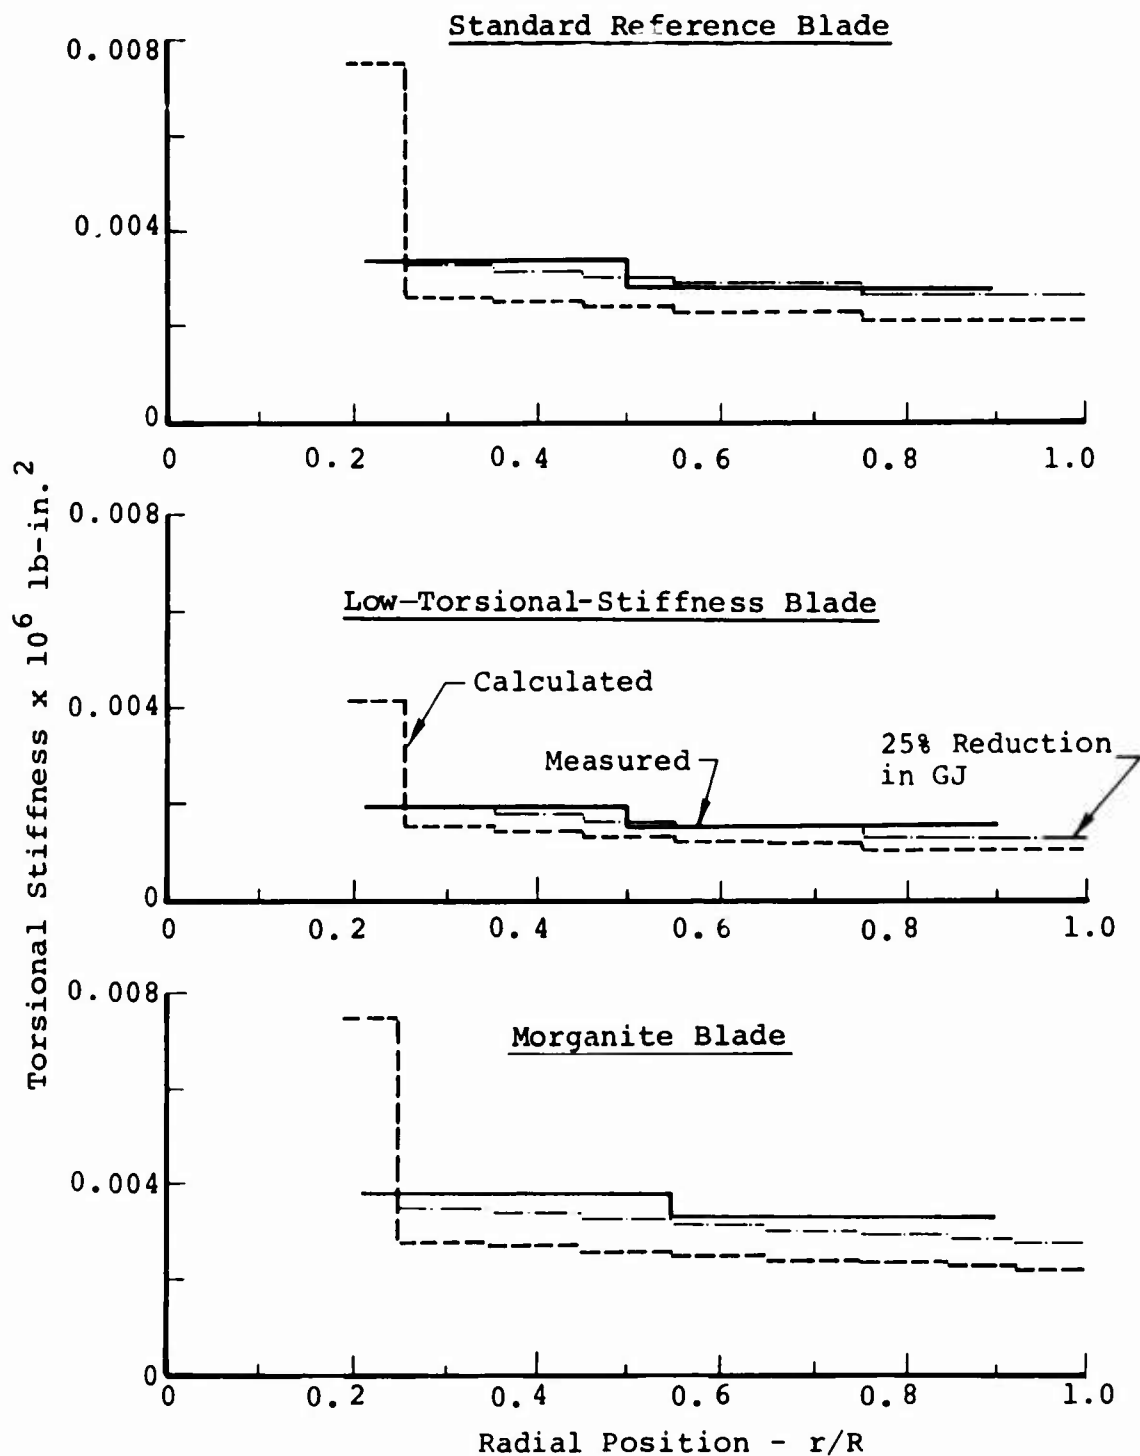 Standard Reference Blade
0.008
0.004
0
0 0.2 0.4 0.6 0.8 1.0
Torsional Stiffness x 10⁶ lb-in.²
0.008
Low-Torsional-Stiffness Blade
0.004
Calculated
Measured
25% Reduction
in GJ
0
0 0.2 0.4 0.6 0.8 1.0
0.008
Morganite Blade
0.004
0
0 0.2 0.4 0.6 0.8 1.0
Radial Position - r/R